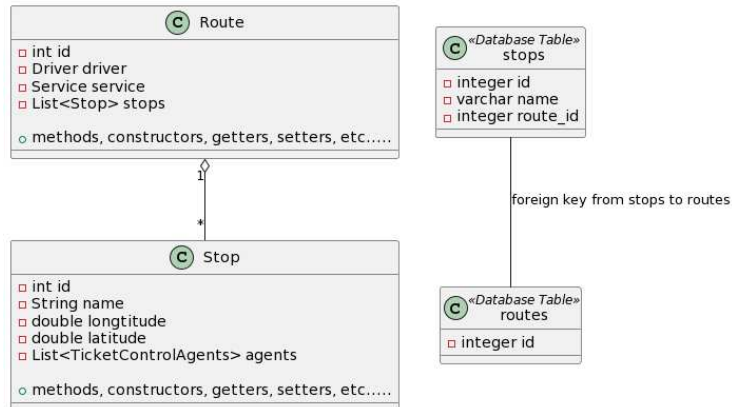 C Route
int id
Driver driver
Service service
List<Stop> stops
methods, constructors, getters, setters, etc.....
1
*
C Stop
int id
String name
double longtitude
double latitude
List<TicketControlAgents> agents
methods, constructors, getters, setters, etc.....
C «Database Table»
stops
integer id
varchar name
integer route_id
foreign key from stops to routes
C «Database Table»
routes
integer id